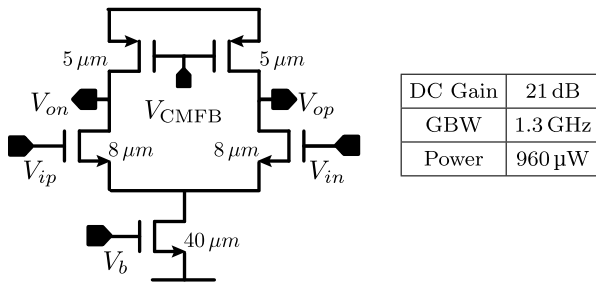 5 μm 5 μm
V_on V_op
V_CMFB
8 μm 8 μm
V_ip V_in
40 μm
V_b
DC Gain 21 dB
GBW 1.3 GHz
Power 960 μW